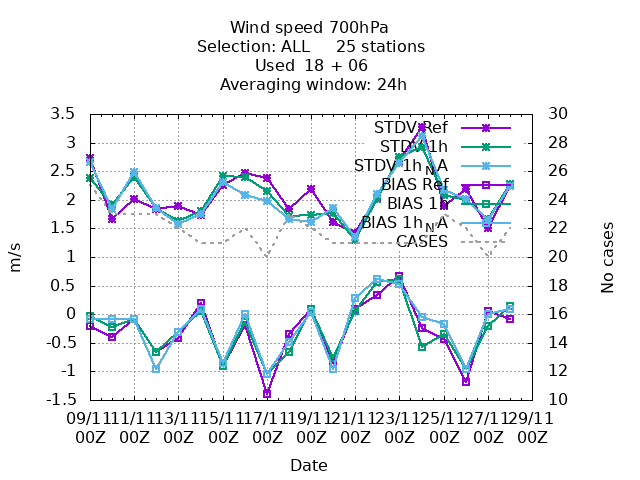 Wind speed 700hPa
Selection: ALL 25 stations
Used 18 + 06
Averaging window: 24h
3.5
3
2.5
2
1.5
1
0.5
0
-0.5
-1
-1.5
m/s
30
28
26
24
22
20
18
16
14
12
10
No cases
STDV Ref
STDV 1h
STDV 1h_NA
BIAS Ref
BIAS 1h
BIAS 1h_NA
CASES
09/11 11/11 13/11 15/11 17/11 19/11 21/11 23/11 25/11 27/11 29/11
00Z 00Z 00Z 00Z 00Z 00Z 00Z 00Z 00Z 00Z 00Z
Date